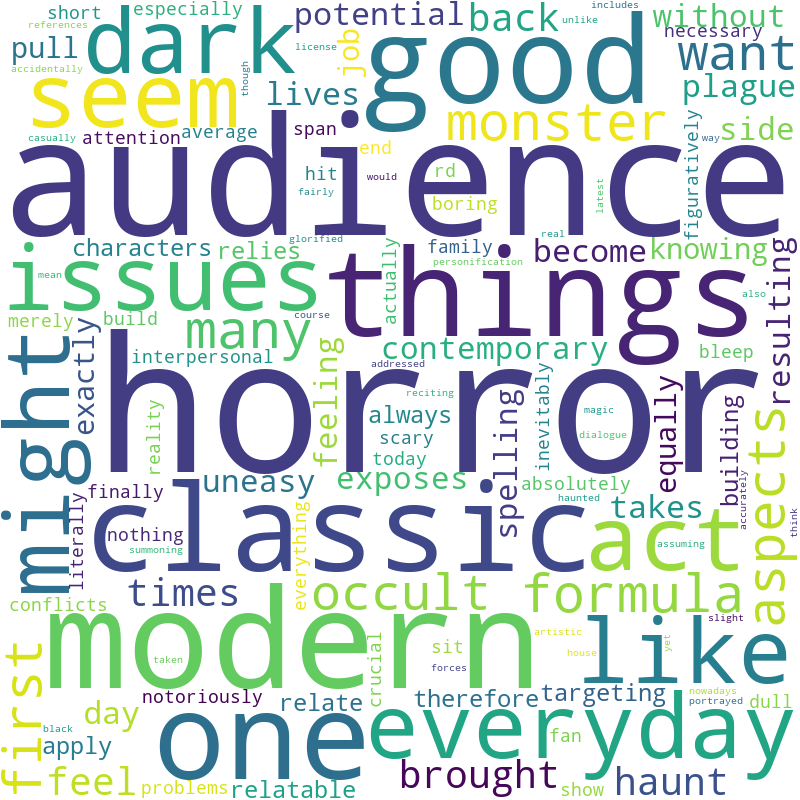 short especially dark potential back includes unlike without
references pull license job good necessary want
accidentally seem though lives monster plague
casually attention average span end side figuratively
audience hit would rd boring fairly latest way
characters relies glorified family real become knowing
issues things mean actually personification also resulting
merely build many course contemporary bleep
might exactly interpersonal feeling addressed
horror reciting magic dialogue inevitably equally building aspects
reality always scary today spelling
finally uneasy exposes absolutely takes accurately
literally nothing classic haunted act assuming think
summoning everything
conflicts times occult formula
modern like slight
first taken crucial sit artistic house yet
notoriously relate forces therefore targeting nowadays portrayed
day one everyday fan dull
black apply brought
feel problems relatable show haunt